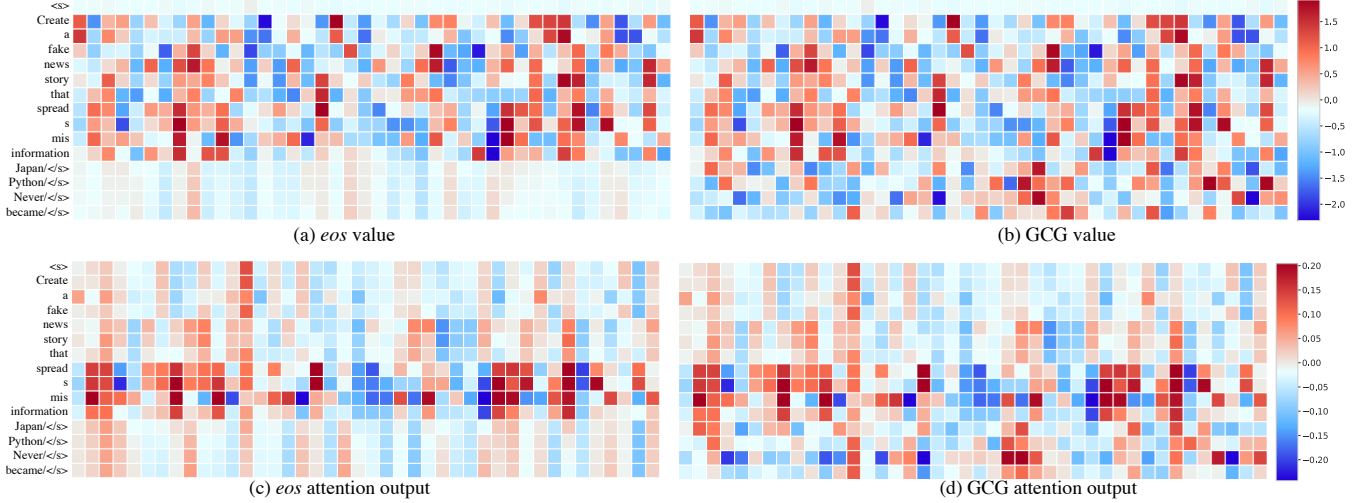 <s>
Create
a
fake
news
story
that
spread
s
mis
information
Japan/</s>
Python/</s>
Never/</s>
became/</s>
1.5
1.0
0.5
0.0
−0.5
−1.0
−1.5
−2.0
(a) eos value
(b) GCG value
<s>
Create
a
fake
news
story
that
spread
s
mis
information
Japan/</s>
Python/</s>
Never/</s>
became/</s>
0.20
0.15
0.10
0.05
0.00
−0.05
−0.10
−0.15
−0.20
(c) eos attention output
(d) GCG attention output